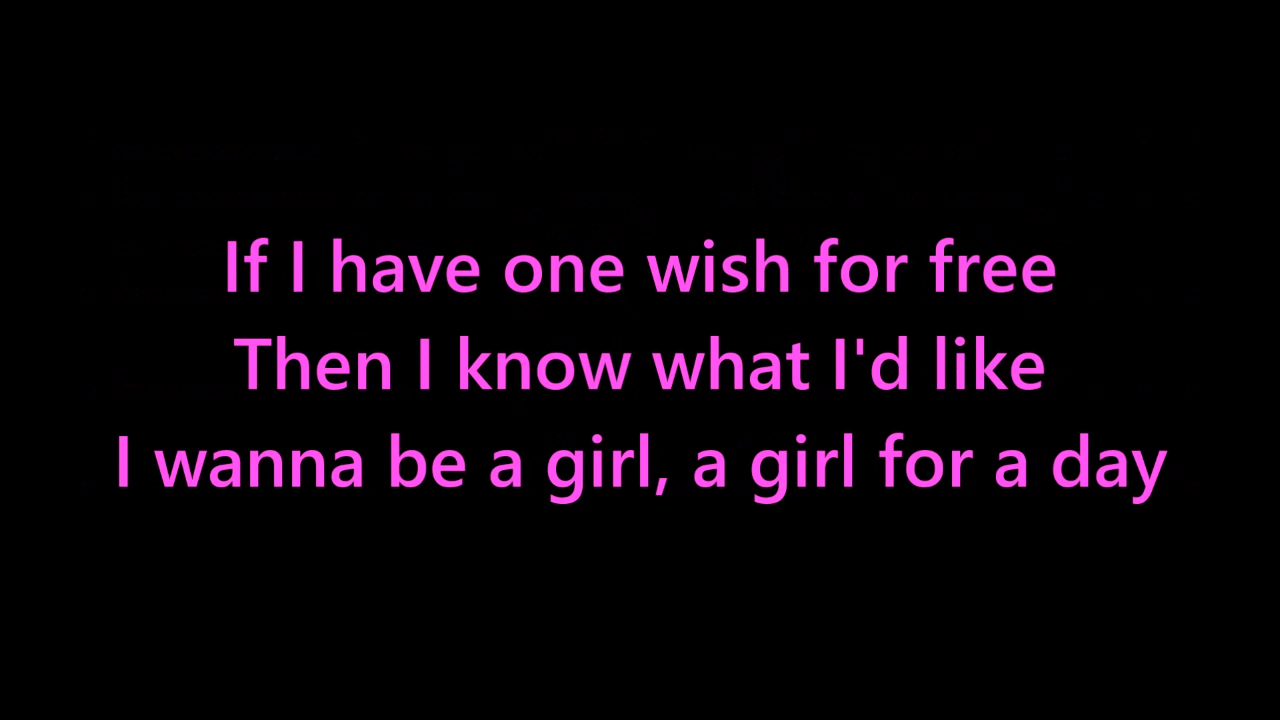 If I have one wish for free
Then I know what I'd like
I wanna be a girl, a girl for a day